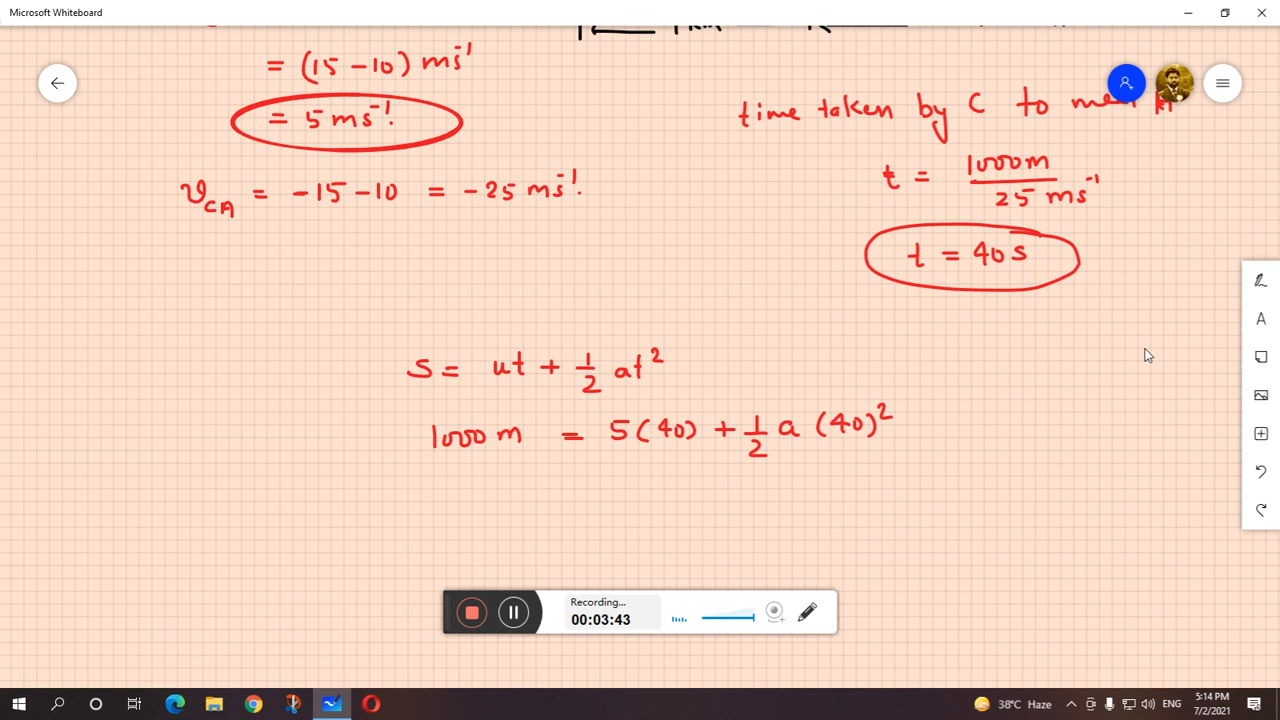 Microsoft Whiteboard
= (15 - 10) ms⁻¹
= 5 ms⁻¹.
time taken by C to
t = 1000m / 25 ms⁻¹
v_CA = -15 - 10 = -25 ms⁻¹.
t = 40 s
S = ut + 1/2 at²
1000 m = 5(40) + 1/2 a (40)²
Recording...
00:03:43
38°C Haze
ENG
5:14 PM
7/2/2021